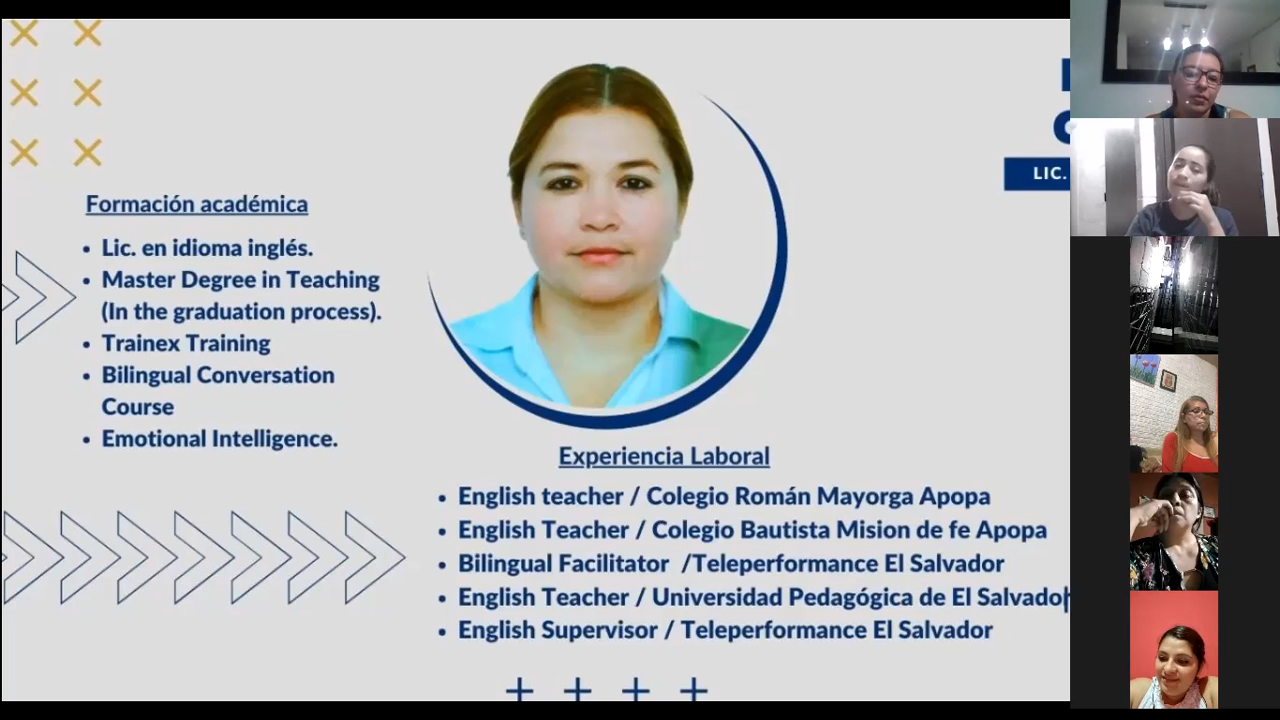 LIC.
Formación académica
• Lic. en idioma inglés.
• Master Degree in Teaching
(In the graduation process).
• Trainex Training
• Bilingual Conversation
Course
• Emotional Intelligence.
Experiencia Laboral
• English teacher / Colegio Román Mayorga Apopa
• English Teacher / Colegio Bautista Mision de fe Apopa
• Bilingual Facilitator /Teleperformance El Salvador
• English Teacher / Universidad Pedagógica de El Salvador
• English Supervisor / Teleperformance El Salvador